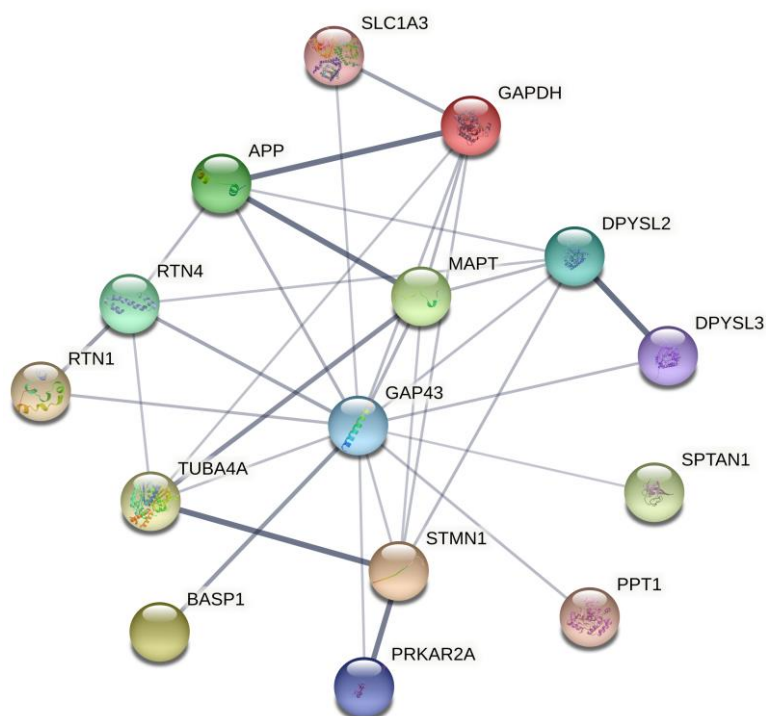 SLC1A3
GAPDH
APP
DPYSL2
RTN4
MAPT
DPYSL3
RTN1
GAP43
TUBA4A
SPTAN1
STMN1
BASP1
PPT1
PRKAR2A